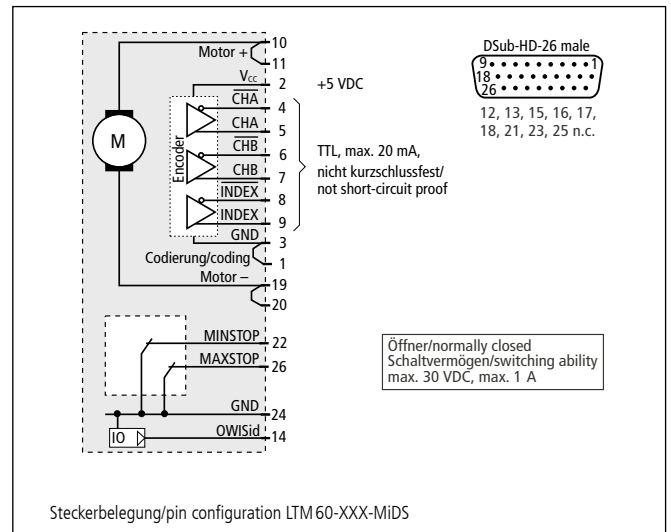 10
Motor +
11
Vcc
2
+5 VDC
CHA
4
CHA
5
CHB
6
CHB
7
INDEX
8
INDEX
9
GND
3
Codierung/coding
1
Motor –
19
20
M
Encoder
TTL, max. 20 mA,
nicht kurzschlussfest/
not short-circuit proof
DSub-HD-26 male
9 1
18
26
12, 13, 15, 16, 17,
18, 21, 23, 25 n.c.
MINSTOP
22
MAXSTOP
26
GND
24
IO
OWISid
14
Öffner/normally closed
Schaltvermögen/switching ability
max. 30 VDC, max. 1 A
Steckerbelegung/pin configuration LTM 60-XXX-MiDS